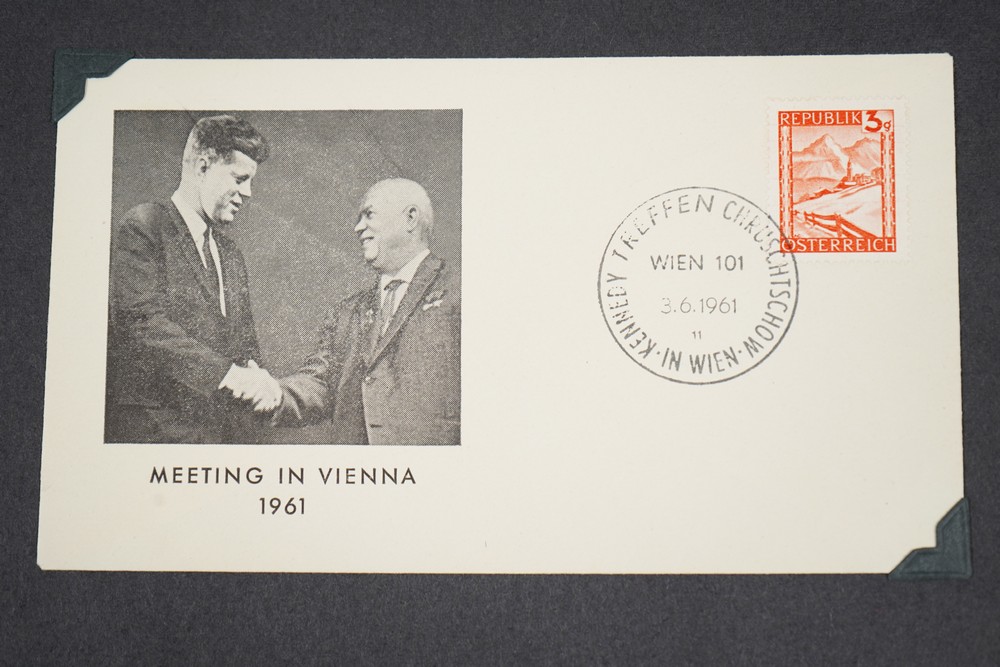 MEETING IN VIENNA
1961
REPUBLIK 3g
ÖSTERREICH
TREFFEN CHRUSCHTSCHOW
KENNEDY · IN WIEN ·
WIEN 101
3.6.1961
11